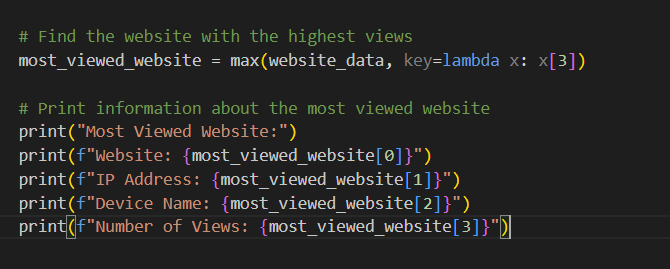 # Find the website with the highest views
most_viewed_website = max(website_data, key=lambda x: x[3])
# Print information about the most viewed website
print("Most Viewed Website:")
print(f"Website: {most_viewed_website[0]}")
print(f"IP Address: {most_viewed_website[1]}")
print(f"Device Name: {most_viewed_website[2]}")
print(f"Number of Views: {most_viewed_website[3]}")